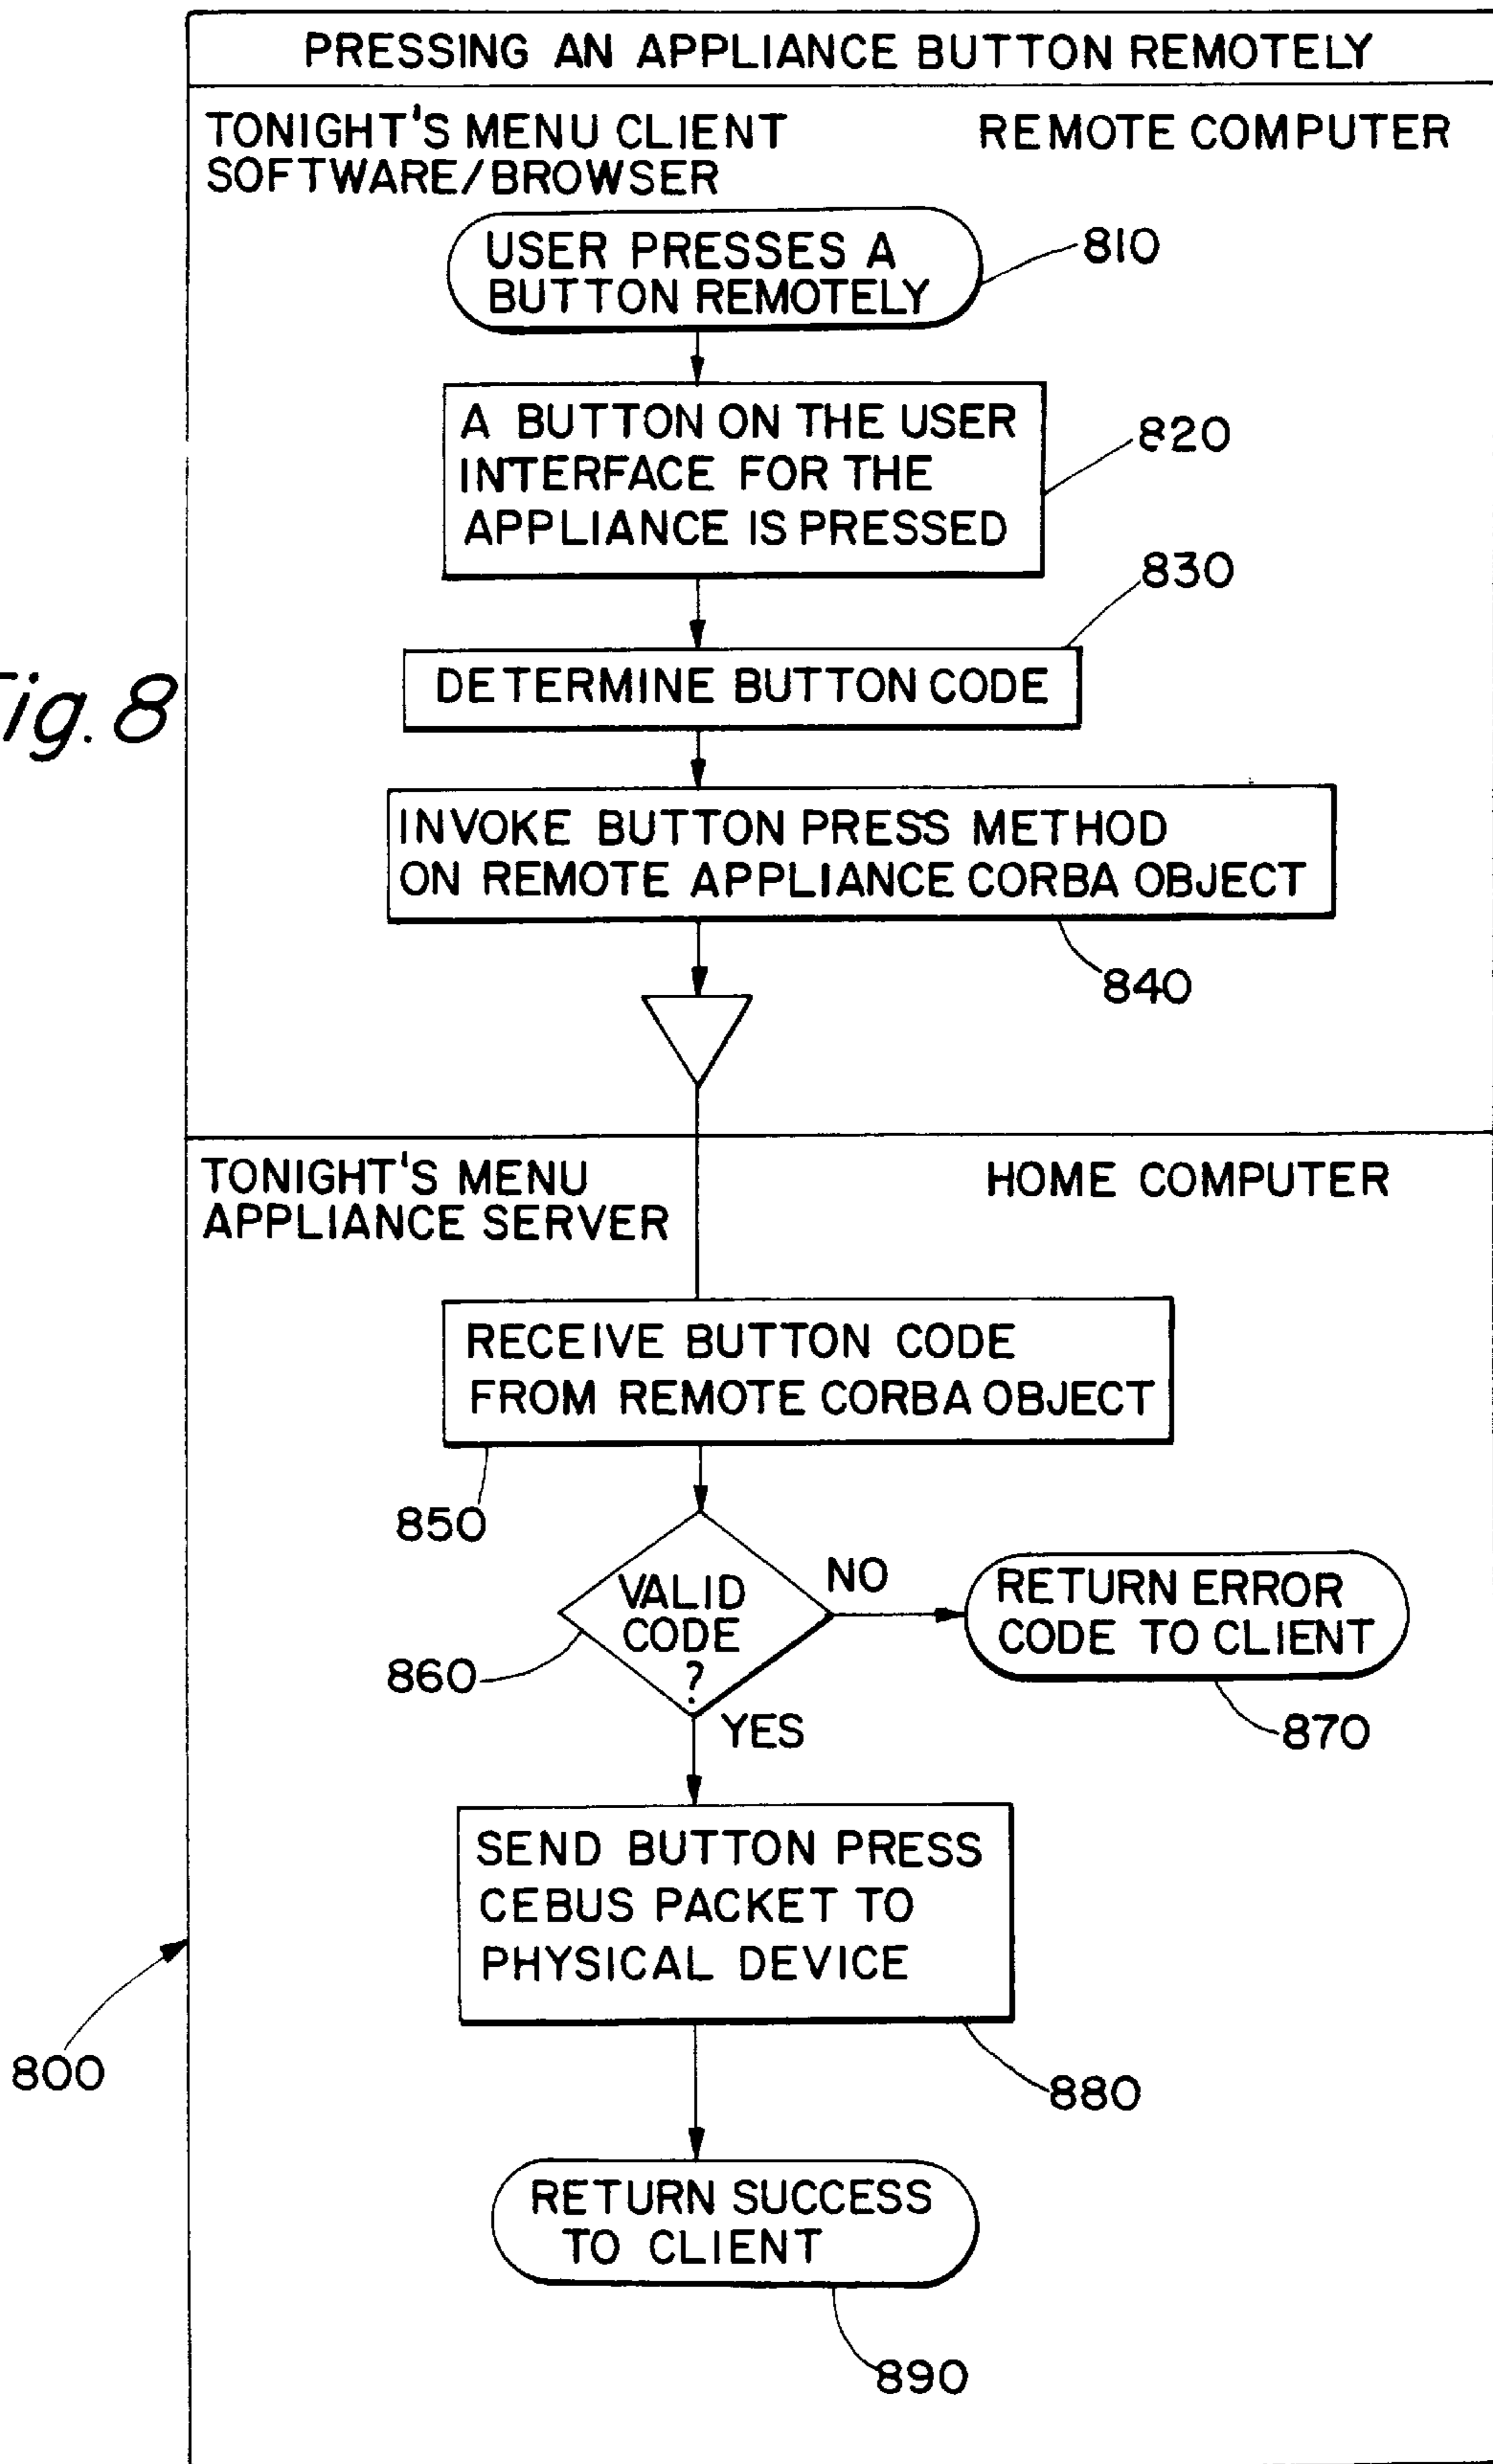 PRESSING AN APPLIANCE BUTTON REMOTELY
TONIGHT'S MENU CLIENT
SOFTWARE/BROWSER
REMOTE COMPUTER
USER PRESSES A
BUTTON REMOTELY
810
A BUTTON ON THE USER
INTERFACE FOR THE
APPLIANCE IS PRESSED
820
830
DETERMINE BUTTON CODE
Fig. 8
INVOKE BUTTON PRESS METHOD
ON REMOTE APPLIANCE CORBA OBJECT
840
TONIGHT'S MENU
APPLIANCE SERVER
HOME COMPUTER
RECEIVE BUTTON CODE
FROM REMOTE CORBA OBJECT
850
VALID
CODE
?
860
NO
RETURN ERROR
CODE TO CLIENT
870
YES
SEND BUTTON PRESS
CEBUS PACKET TO
PHYSICAL DEVICE
800
880
RETURN SUCCESS
TO CLIENT
890